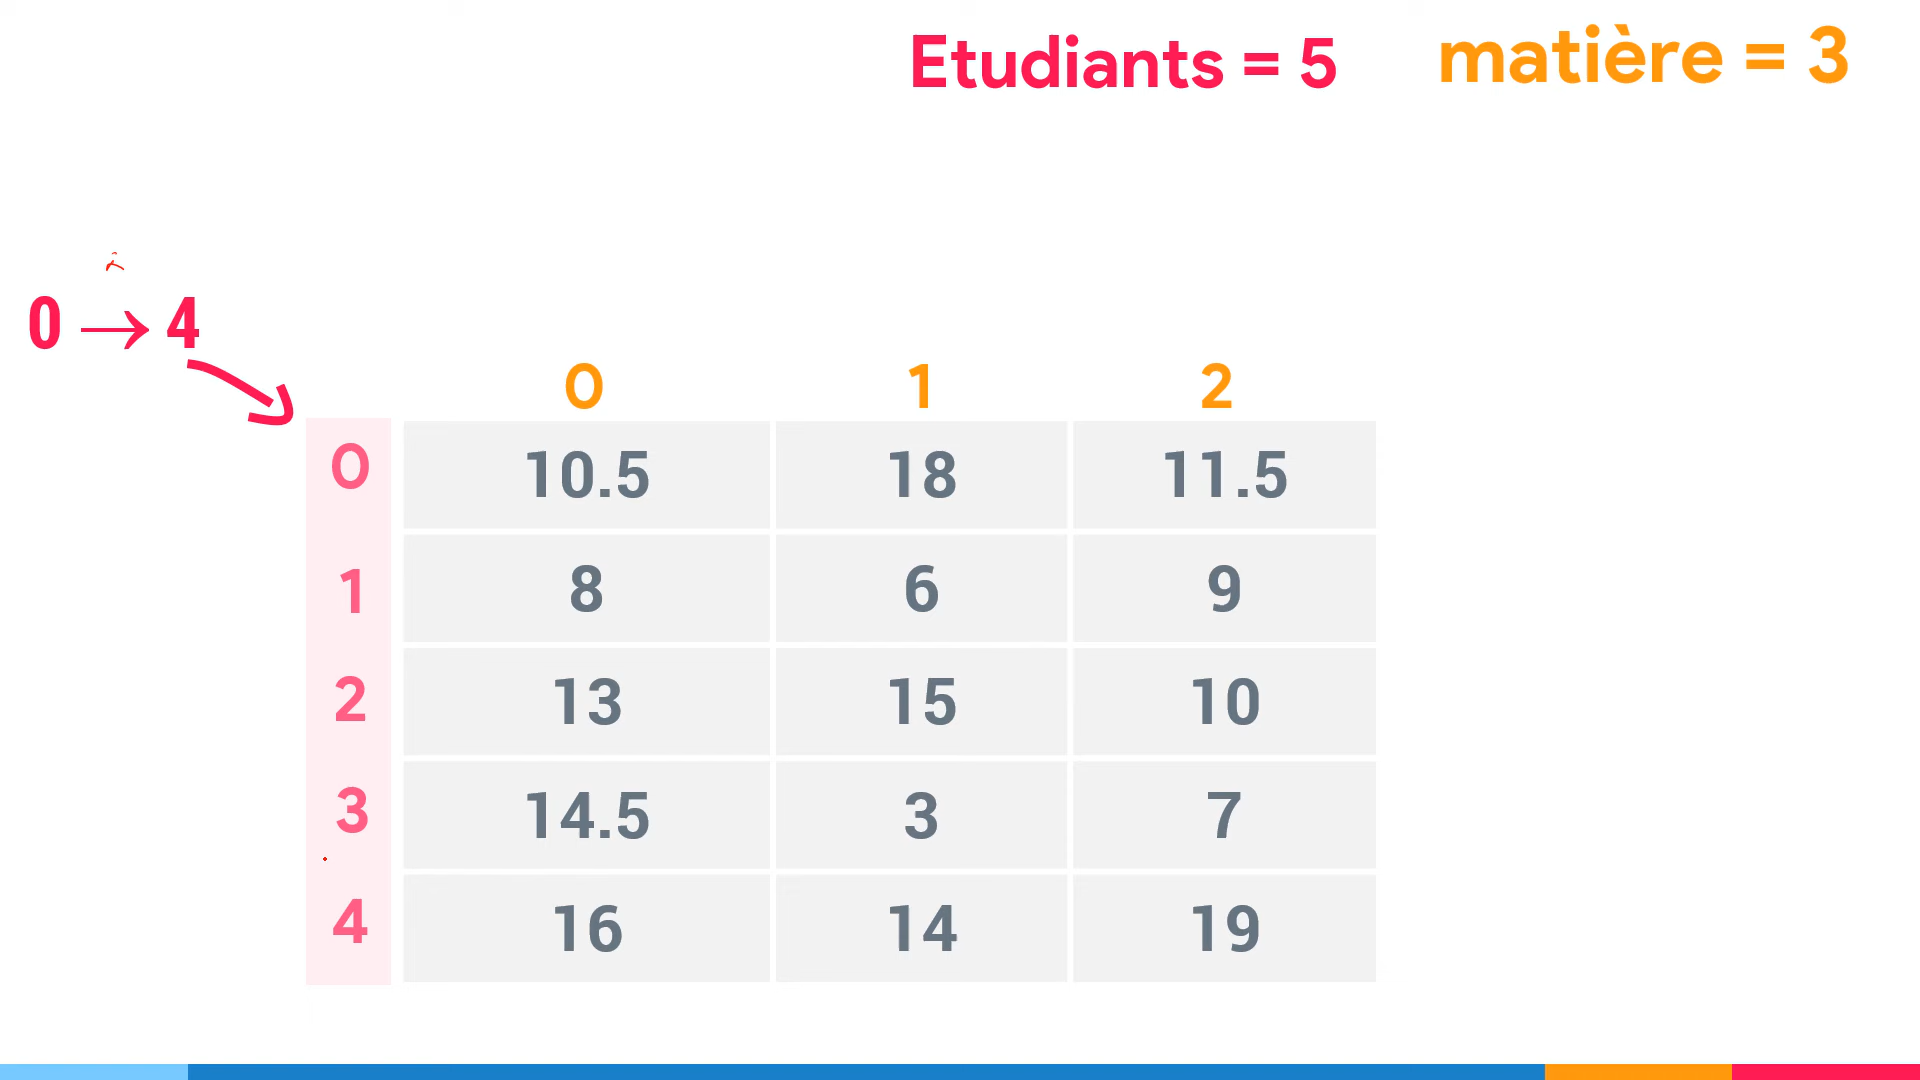 Etudiants = 5 matière = 3
0 → 4
0 1 2
0 10.5 18 11.5
1 8 6 9
2 13 15 10
3 14.5 3 7
4 16 14 19